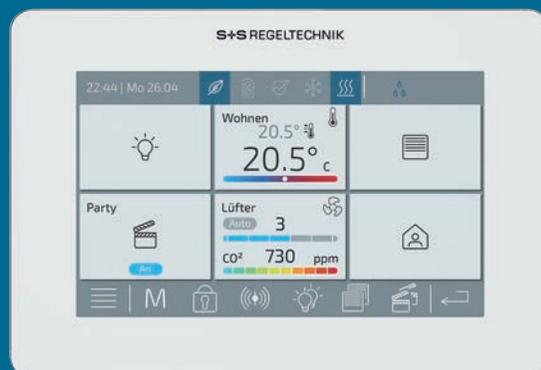 S+S REGELTECHNIK
22:44 | Mo 26.04
Wohnen
20.5°
20.5° c
Party
An
Lüfter
Auto 3
CO² 730 ppm
M